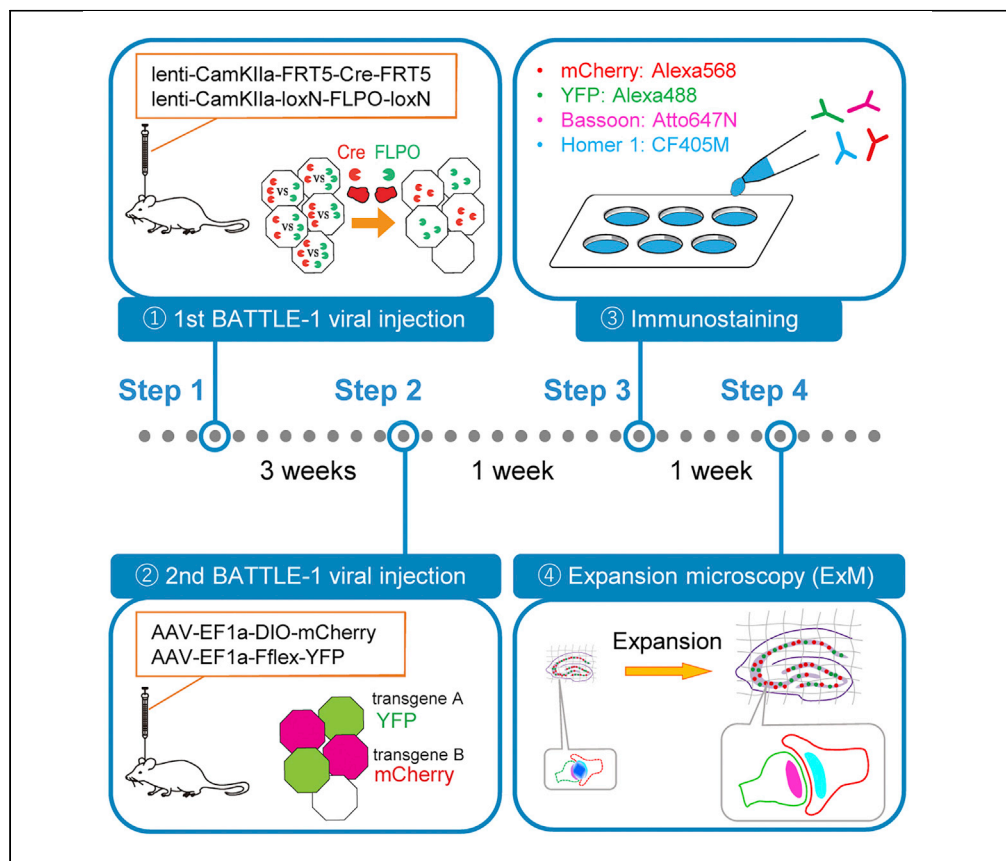 lenti-CamKIIa-FRT5-Cre-FRT5
lenti-CamKIIa-loxN-FLPO-loxN
Cre FLPO
vs
vs
vs
vs
vs
① 1st BATTLE-1 viral injection
mCherry: Alexa568
YFP: Alexa488
Bassoon: Atto647N
Homer 1: CF405M
③ Immunostaining
Step 1
Step 2
Step 3
Step 4
3 weeks
1 week
1 week
② 2nd BATTLE-1 viral injection
AAV-EF1a-DIO-mCherry
AAV-EF1a-Fflex-YFP
transgene A
YFP
transgene B
mCherry
④ Expansion microscopy (ExM)
Expansion